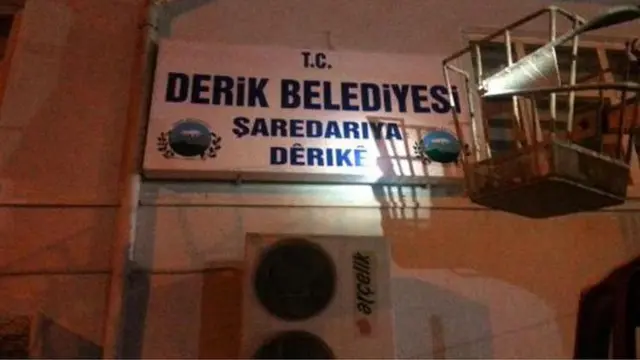 T.C.
DERİK BELEDİYESİ
ŞAREDARIYA
DÊRIKÊ
arçelik